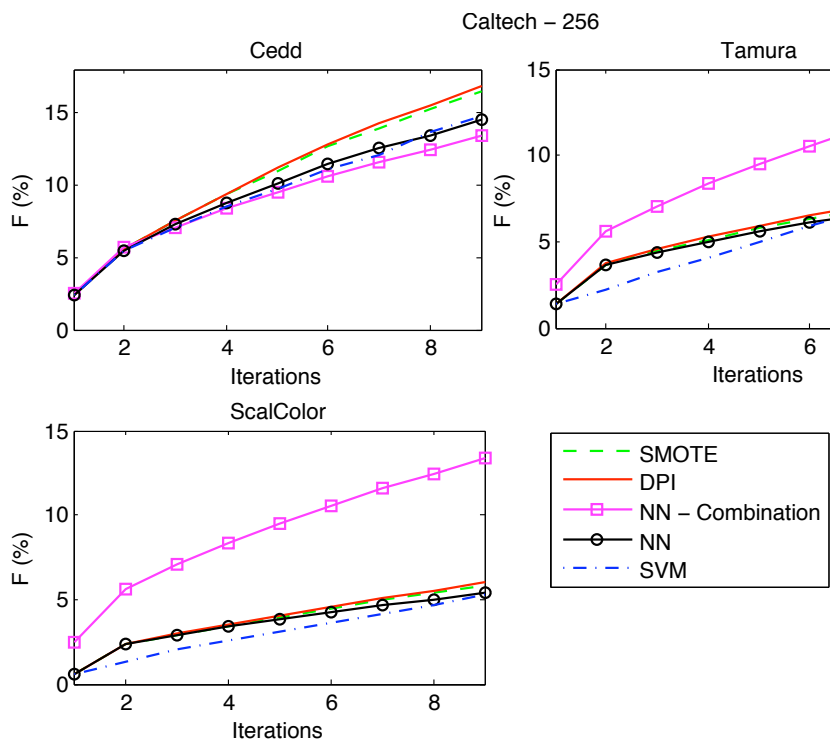 Caltech − 256
Cedd
15
10
5
0
F (%)
2
4
6
8
Iterations
Tamura
15
10
5
0
F (%)
2
4
6
Iterations
ScalColor
15
10
5
0
F (%)
2
4
6
8
Iterations
SMOTE
DPI
NN − Combination
NN
SVM